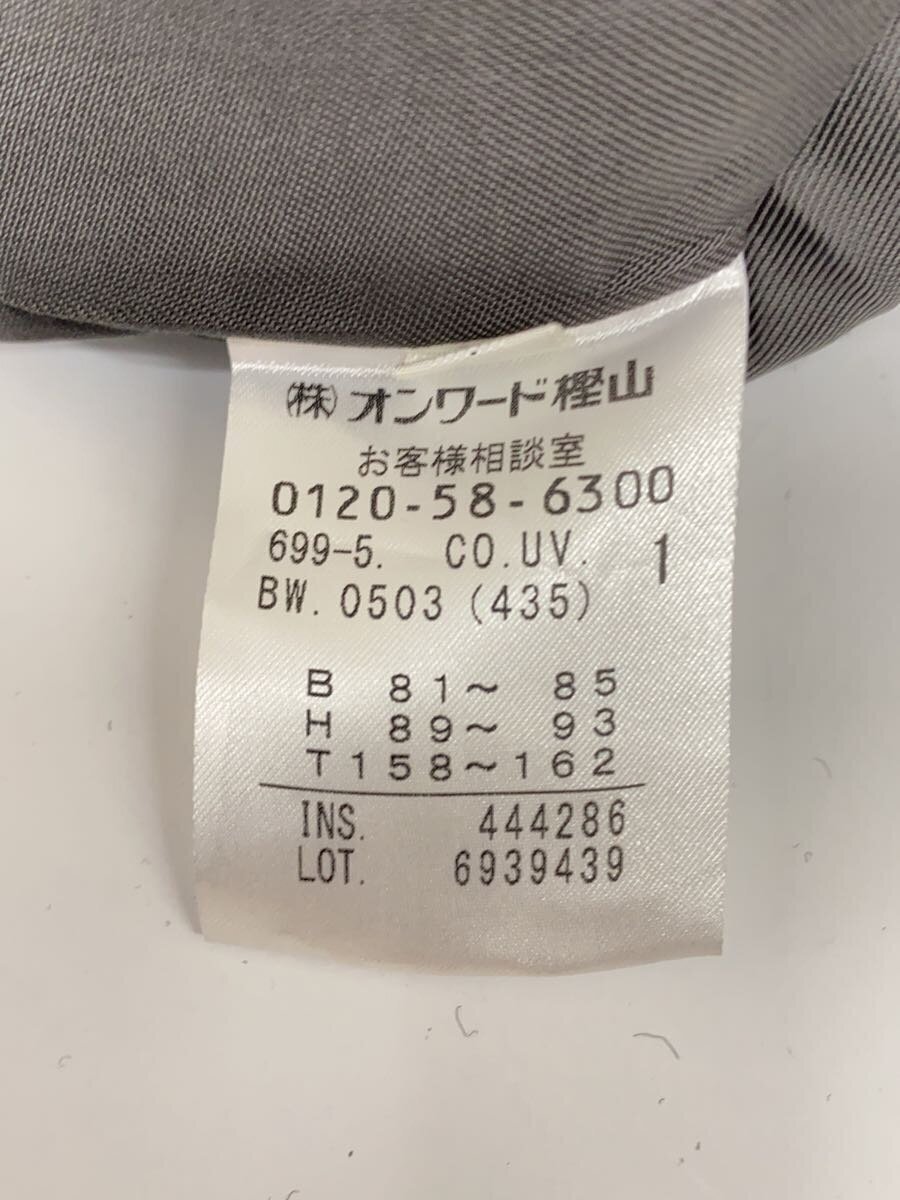 ㈱オンワード樫山
お客様相談室
0120-58-6300
699-5. CO.UV. 1
BW. 0503 (435)
B 81～ 85
H 89～ 93
T158～162
INS. 444286
LOT. 6939439